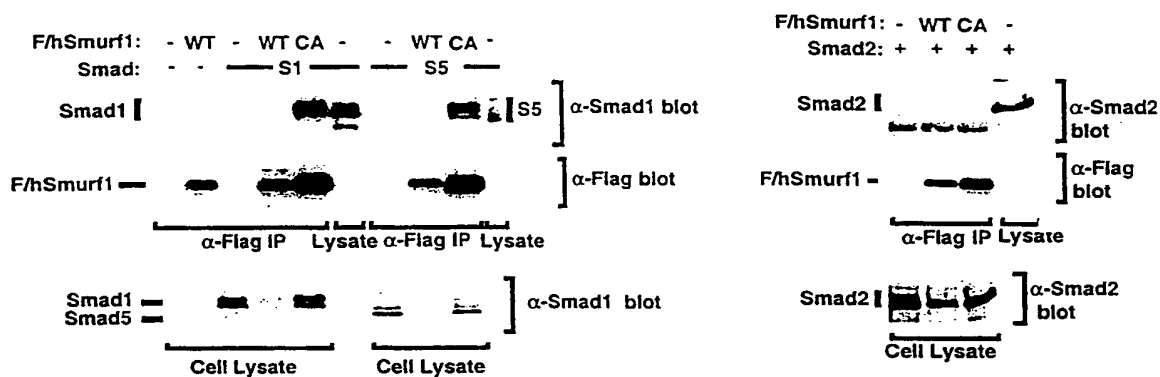 F/hSmurf1: - WT - WT CA - - WT CA -
Smad: - - S1 S5
Smad1 S5 α-Smad1 blot
F/hSmurf1 α-Flag blot
α-Flag IP Lysate α-Flag IP Lysate
Smad1 α-Smad1 blot
Smad5
Cell Lysate Cell Lysate
F/hSmurf1: - WT CA -
Smad2: + + + +
Smad2 α-Smad2
blot
F/hSmurf1 α-Flag
blot
α-Flag IP Lysate
Smad2 α-Smad2
blot
Cell Lysate